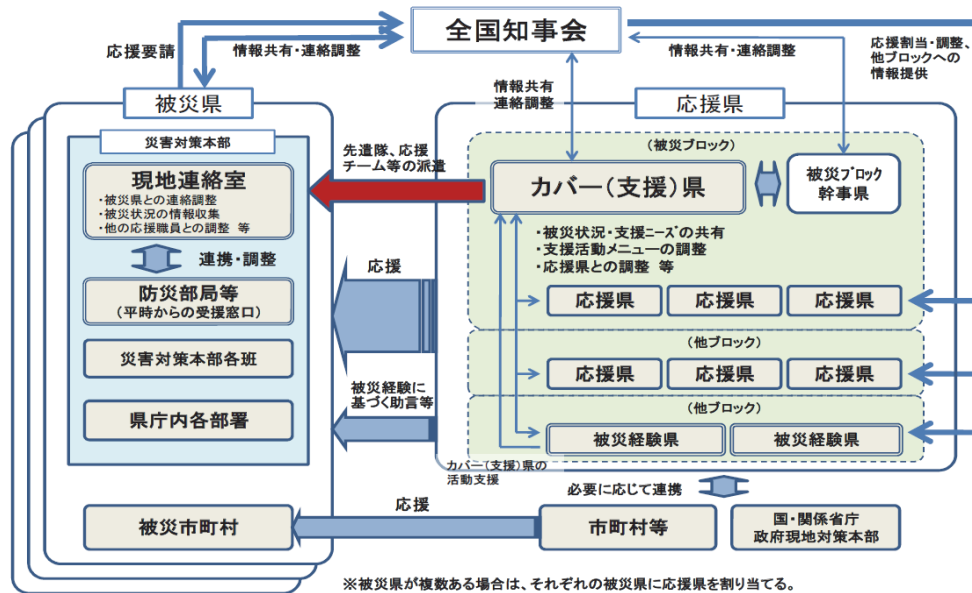 全国知事会
応援要請
情報共有・連絡調整
情報共有・連絡調整
応援割当・調整、
他ブロックへの
情報提供
情報共有
連絡調整
被災県
災害対策本部
現地連絡室
・被災県との連絡調整
・被災状況の情報収集
・他の応援職員との調整 等
連携・調整
防災部局等
(平時からの受援窓口)
災害対策本部各班
県庁内各部署
被災市町村
先遣隊、応援
チーム等の派遣
応援
被災経験に
基づく助言等
応援
応援県
(被災ブロック)
カバー(支援)県
被災ブロック
幹事県
・被災状況・支援ニーズの共有
・支援活動メニューの調整
・応援県との調整 等
応援県 応援県 応援県
(他ブロック)
応援県 応援県 応援県
(他ブロック)
被災経験県 被災経験県
カバー(支援)県の
活動支援
必要に応じて連携
市町村等
国・関係省庁
政府現地対策本部
※被災県が複数ある場合は、それぞれの被災県に応援県を割り当てる。